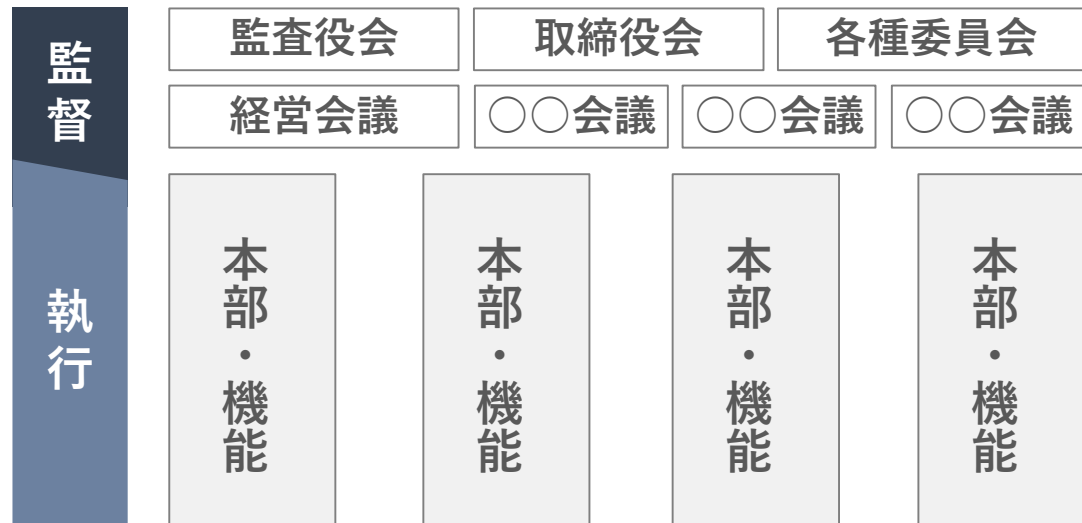 監督
監査役会
取締役会
各種委員会
経営会議
○○会議
○○会議
○○会議
執行
本部・機能
本部・機能
本部・機能
本部・機能